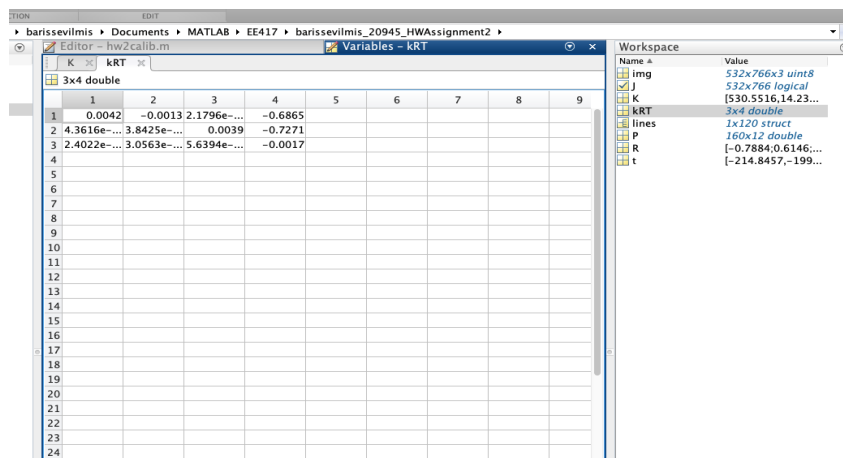 CTION EDIT
barissevilmis ▸ Documents ▸ MATLAB ▸ EE417 ▸ barissevilmis_20945_HWAssignment2 ▸
Editor – hw2calib.m
Variables – kRT
K kRT
3x4 double
1 2 3 4 5 6 7 8 9
1 0.0042 -0.0013 2.1796e-... -0.6865
2 4.3616e-... 3.8425e-... 0.0039 -0.7271
3 2.4022e-... 3.0563e-... 5.6394e-... -0.0017
4
5
6
7
8
9
10
11
12
13
14
15
16
17
18
19
20
21
22
23
24
Workspace
Name Value
img 532x766x3 uint8
J 532x766 logical
K [530.5516,14.23...
kRT 3x4 double
lines 1x120 struct
P 160x12 double
R [-0.7884;0.6146;...
t [-214.8457,-199...